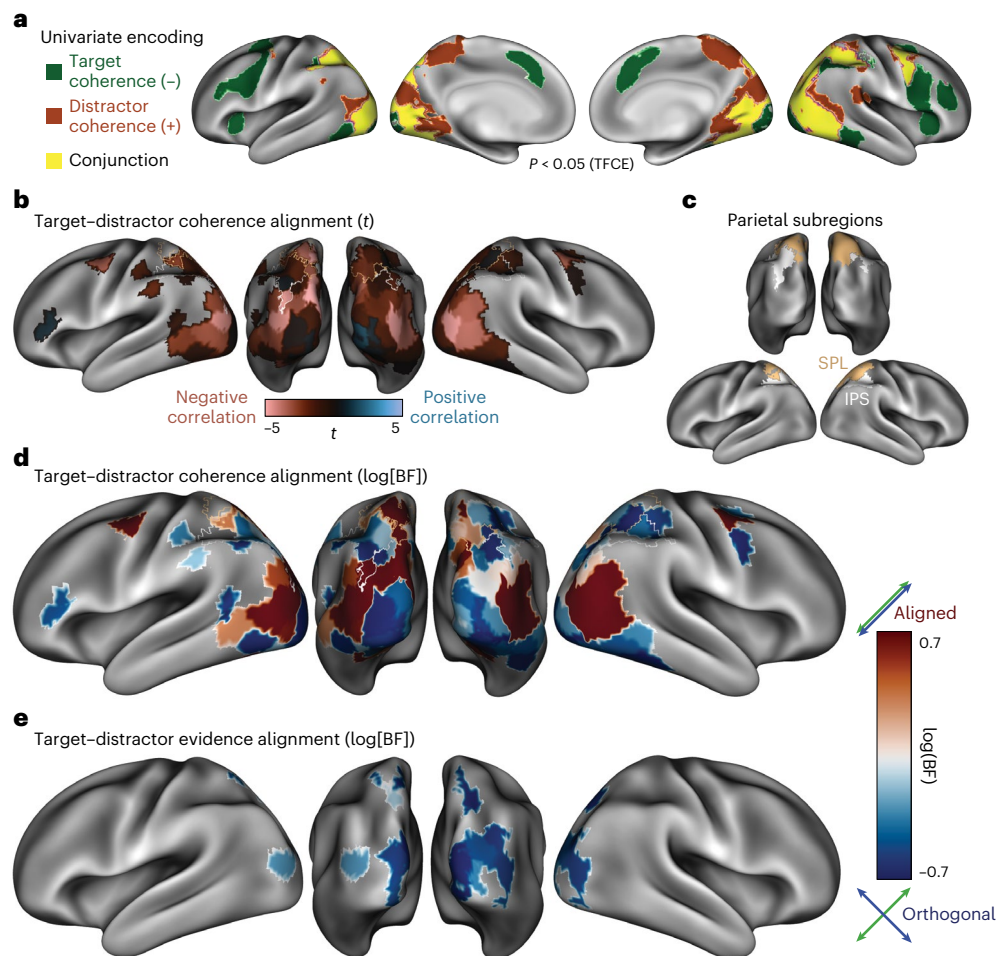 a
Univariate encoding
Target
coherence (–)
Distractor
coherence (+)
Conjunction
P < 0.05 (TFCE)
b
Target–distractor coherence alignment (t)
Negative
correlation
–5
t
5
Positive
correlation
c
Parietal subregions
SPL
IPS
d
Target–distractor coherence alignment (log[BF])
Aligned
0.7
log(BF)
–0.7
Orthogonal
e
Target–distractor evidence alignment (log[BF])